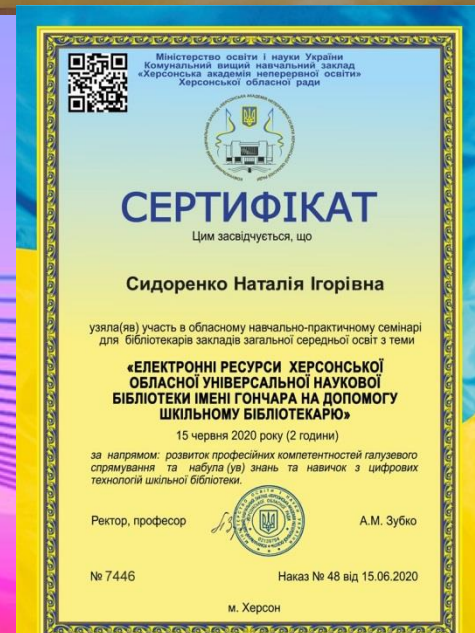 Міністерство освіти і науки України
Комунальний вищий навчальний заклад
«Херсонська академія неперервної освіти»
Херсонської обласної ради
СЕРТИФІКАТ
Цим засвідчується, що
Сидоренко Наталія Ігорівна
узяла(яв) участь в обласному навчально-практичному семінарі
для бібліотекарів закладів загальної середньої освіт з теми
«ЕЛЕКТРОННІ РЕСУРСИ ХЕРСОНСЬКОЇ
ОБЛАСНОЇ УНІВЕРСАЛЬНОЇ НАУКОВОЇ
БІБЛІОТЕКИ ІМЕНІ ГОНЧАРА НА ДОПОМОГУ
ШКІЛЬНОМУ БІБЛІОТЕКАРЮ»
15 червня 2020 року (2 години)
за напрямом: розвиток професійних компетентностей галузевого
спрямування та набула (ув) знань та навичок з цифрових
технологій шкільної бібліотеки.
Ректор, професор А.М. Зубко
№ 7446 Наказ № 48 від 15.06.2020
м. Херсон